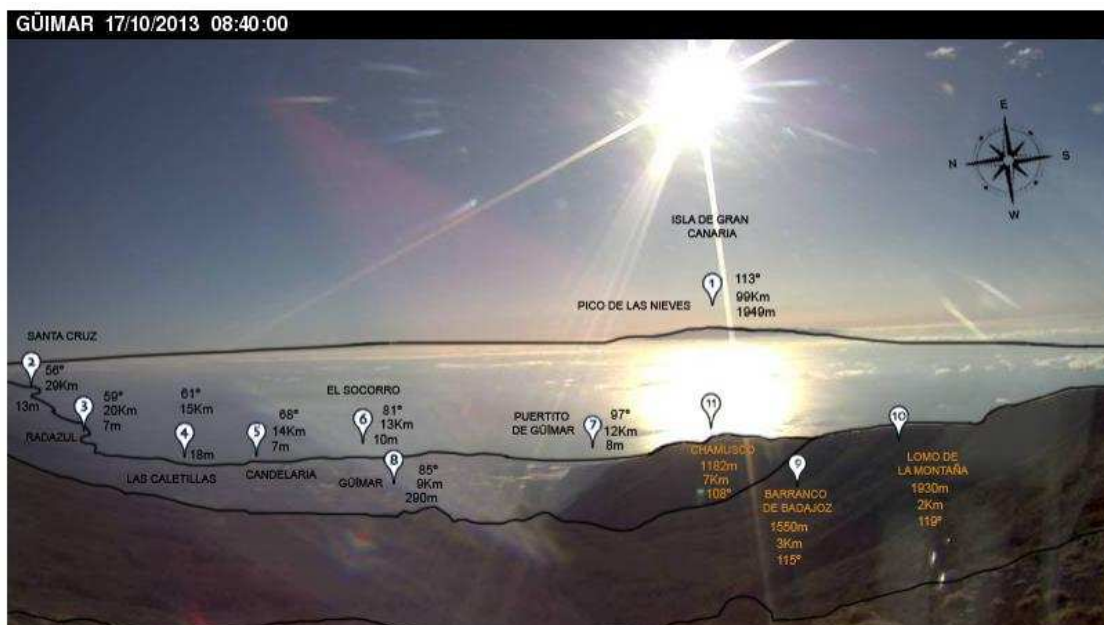 GÜIMAR 17/10/2013 08:40:00
E
N
S
W
ISLA DE GRAN
CANARIA
1
113°
PICO DE LAS NIEVES
99Km
1949m
SANTA CRUZ
2
56°
29Km
13m
3
59°
20Km
7m
RADAZUL
61°
15Km
4
18m
LAS CALETILLAS
5
68°
14Km
7m
CANDELARIA
EL SOCORRO
6
81°
13Km
10m
8
85°
9Km
290m
GÜÍMAR
PUERTITO
DE GÜÍMAR
7
97°
12Km
8m
11
CHAMUSCO
1182m
7Km
108°
9
BARRANCO
DE BADAJOZ
1550m
3Km
115°
10
LOMO DE
LA MONTAÑA
1930m
2Km
119°